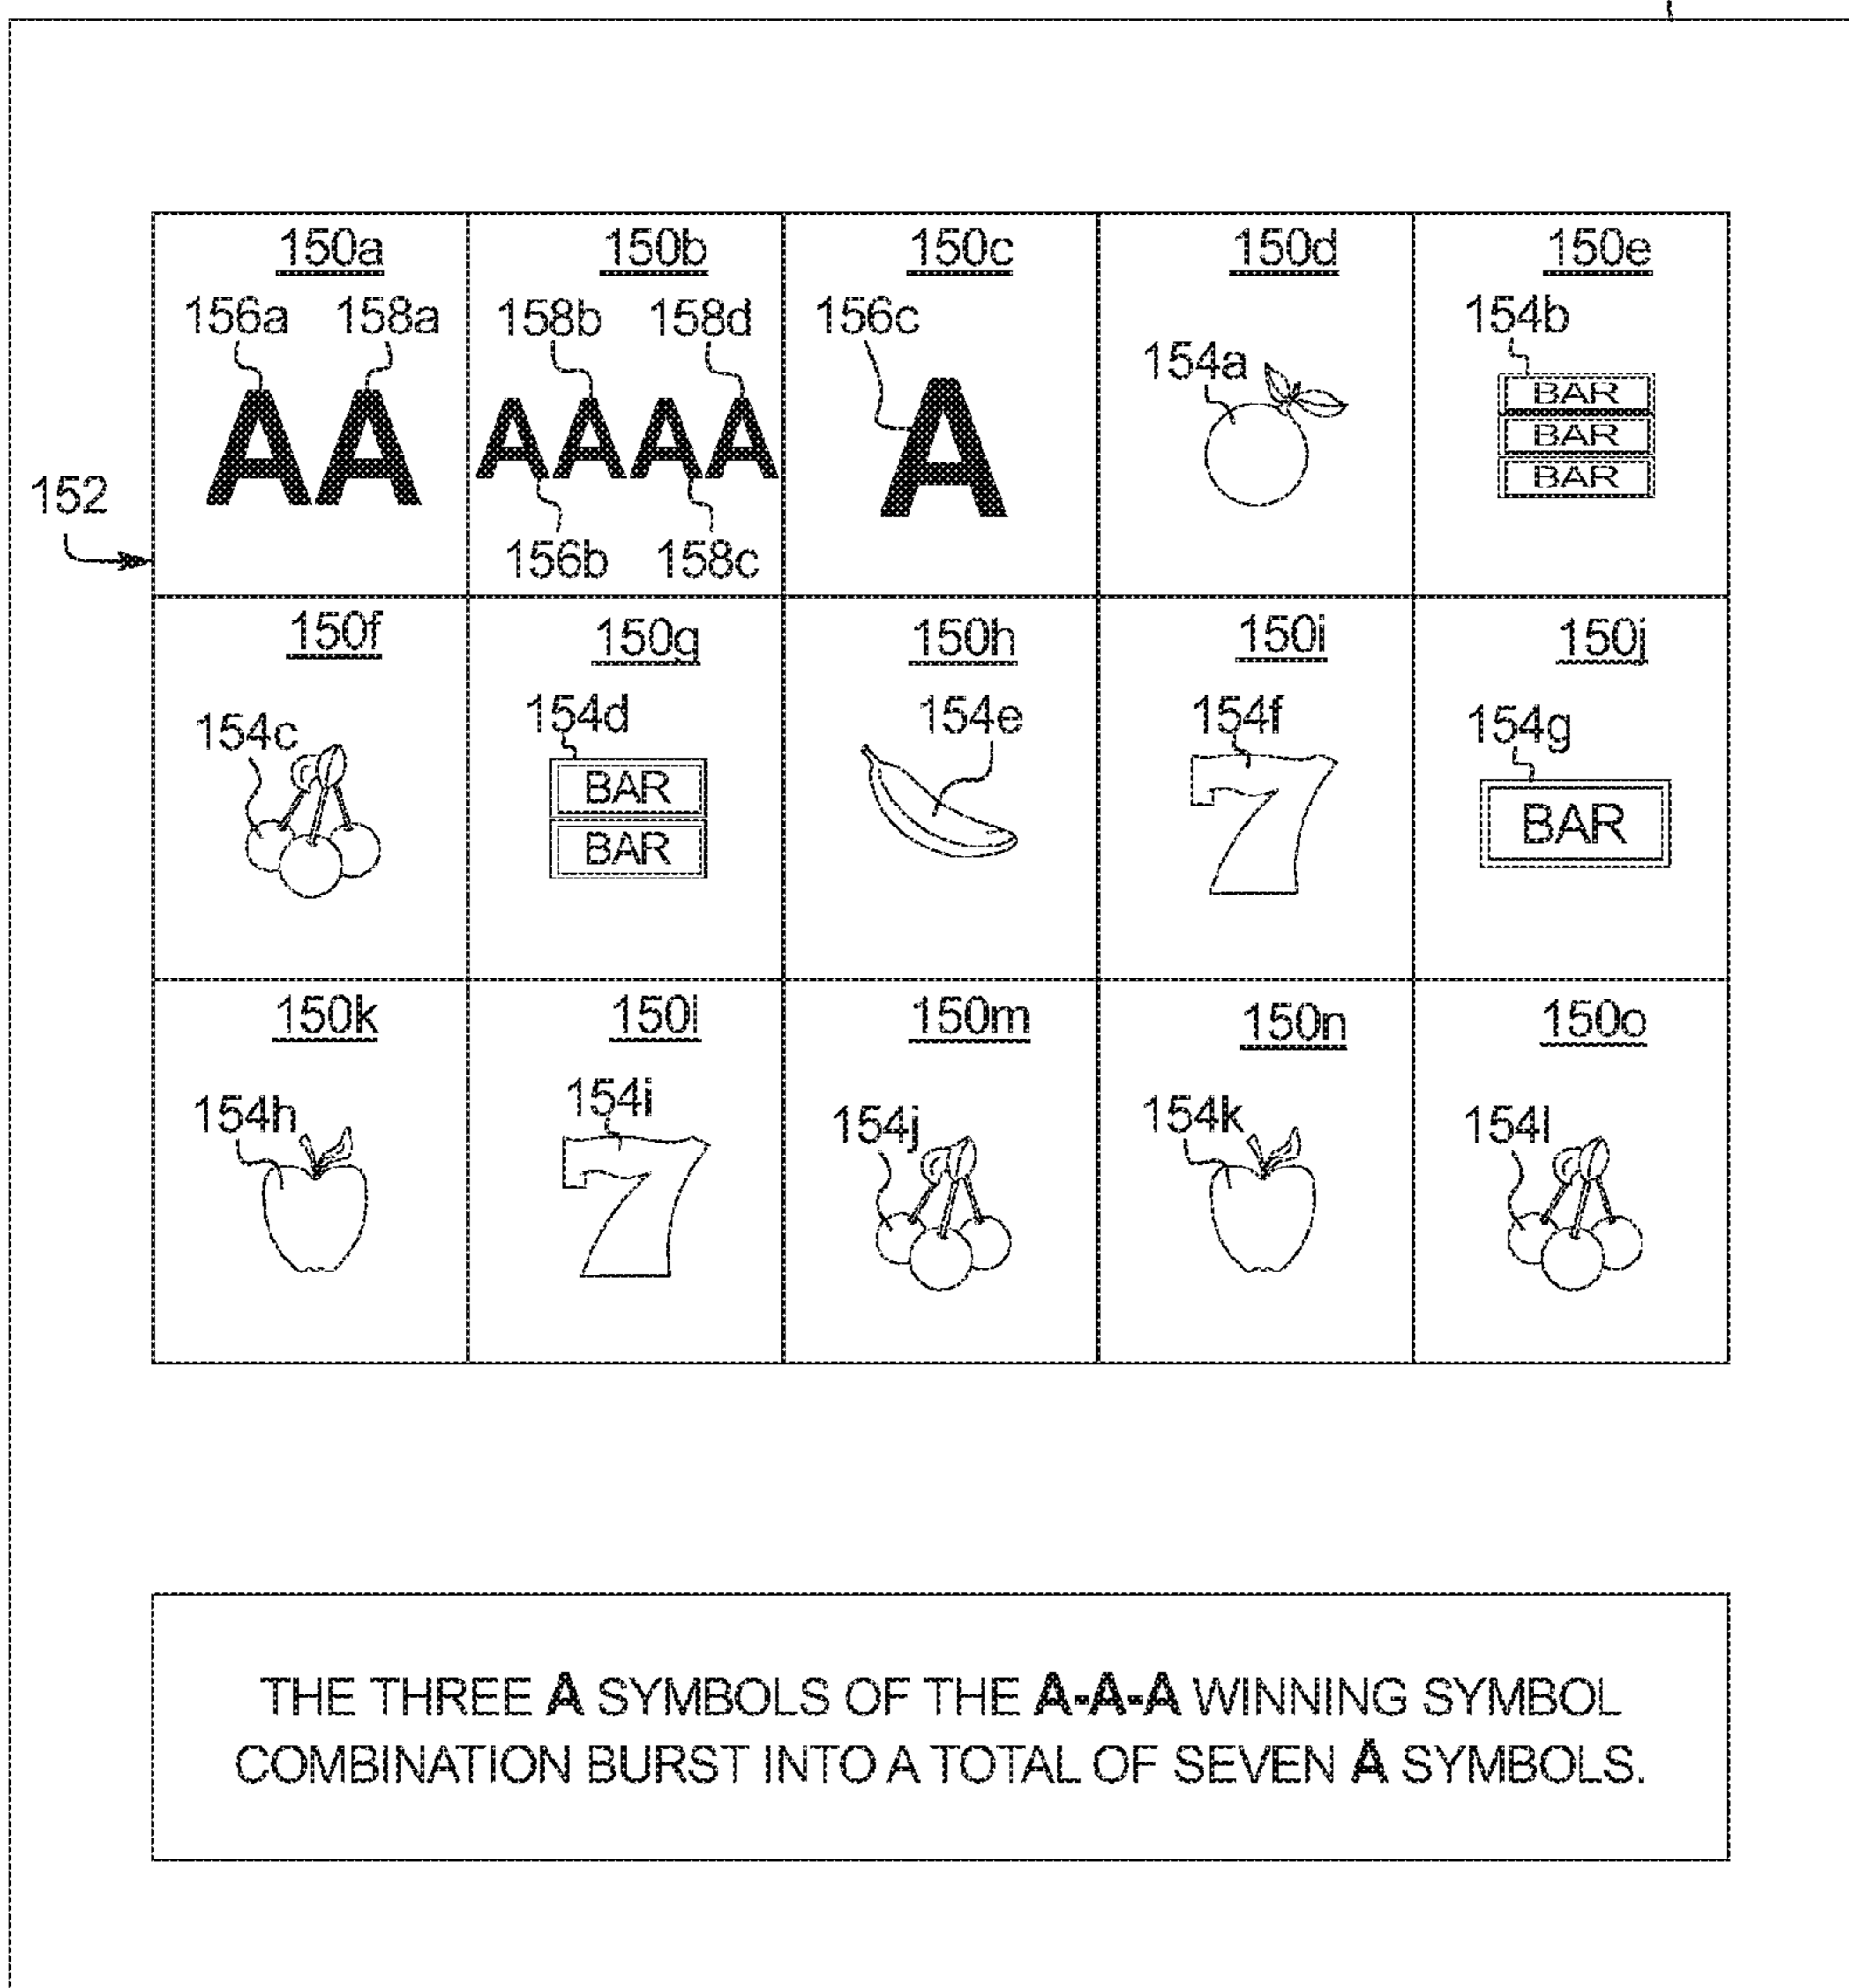 150a 150b 150c 150d 150e
156a 158a 158b 158d 156c 154a 154b
AA AAAA A BAR
BAR
BAR
152
156b 158c
150f 150g 150h 150i 150j
154c 154d 154e 154f 154g
BAR 7 BAR
BAR
150k 150l 150m 150n 150o
154h 154i 154j 154k 154l
7
THE THREE A SYMBOLS OF THE A-A-A WINNING SYMBOL
COMBINATION BURST INTO A TOTAL OF SEVEN A SYMBOLS.